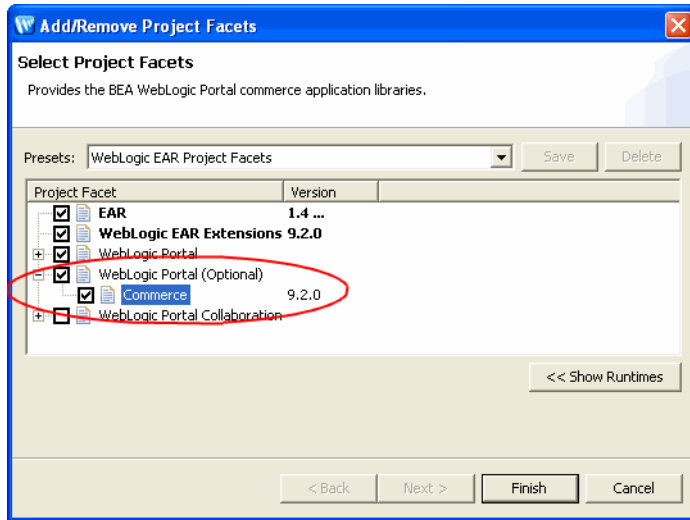 Add/Remove Project Facets
Select Project Facets
Provides the BEA WebLogic Portal commerce application libraries.
Presets: WebLogic EAR Project Facets Save Delete
Project Facet Version
EAR 1.4 ...
WebLogic EAR Extensions 9.2.0
WebLogic Portal
WebLogic Portal (Optional)
Commerce 9.2.0
WebLogic Portal Collaboration
<< Show Runtimes
< Back Next > Finish Cancel